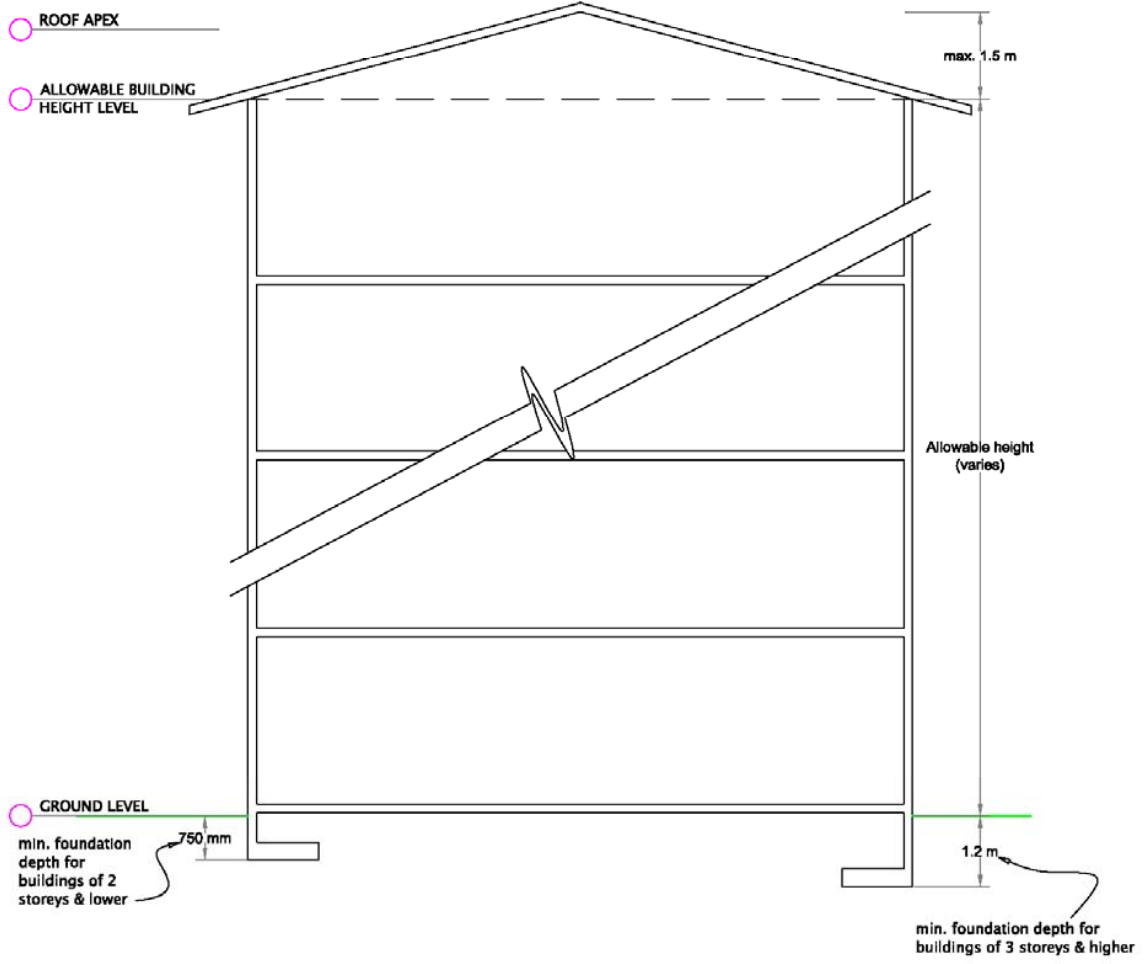 ROOF APEX
max. 1.5 m
ALLOWABLE BUILDING
HEIGHT LEVEL
Allowable height
(varies)
GROUND LEVEL
750 mm
min. foundation
depth for
buildings of 2
storeys & lower
1.2 m
min. foundation depth for
buildings of 3 storeys & higher